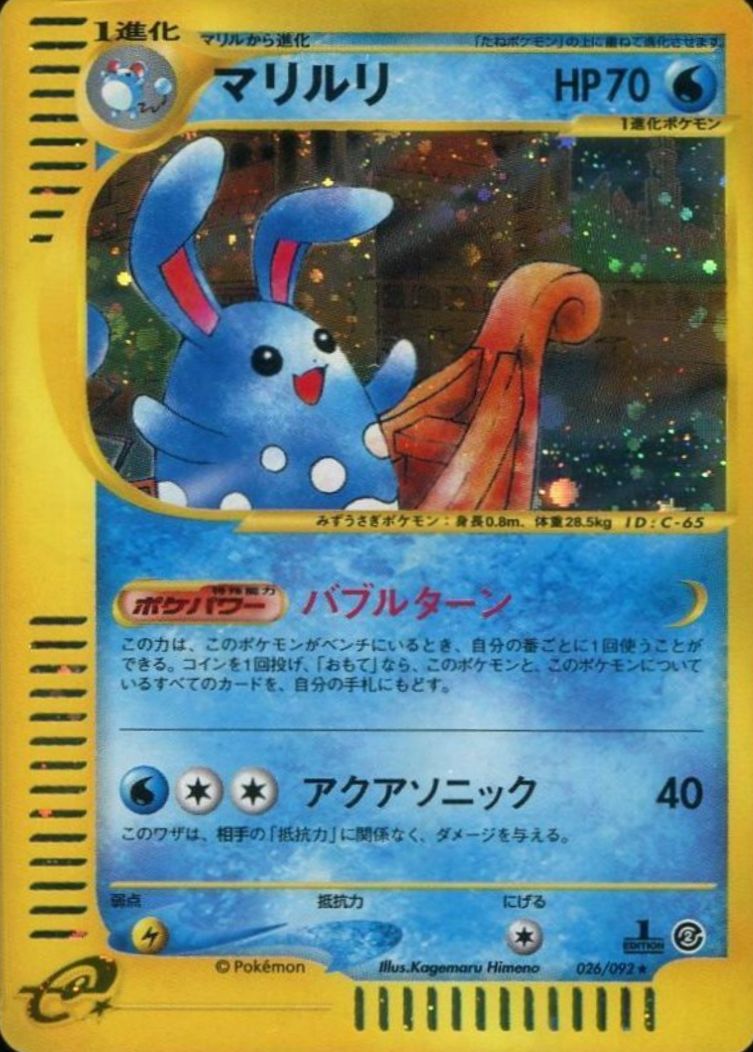 1進化
マリルから進化
「たねポケモン」の上に重ねて進化させます。
マリルリ
HP70
1進化ポケモン
みずうさぎポケモン：身長0.8m、体重28.5kg ID:C-65
特殊能力
ポケパワー バブルターン
この力は、このポケモンがベンチにいるとき、自分の番ごとに1回使うことが
できる。コインを1回投げ、「おもて」なら、このポケモンと、このポケモンについて
いるすべてのカードを、自分の手札にもどす。
アクアソニック 40
このワザは、相手の「抵抗力」に関係なく、ダメージを与える。
弱点 抵抗力 にげる
1 EDITION 2
© Pokémon Illus.Kagemaru Himeno 026/092 ★
e